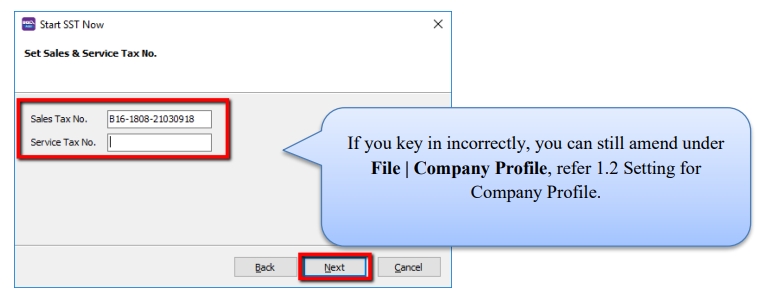 Start SST Now
Set Sales & Service Tax No.
Sales Tax No. B16-1808-21030918
Service Tax No.
If you key in incorrectly, you can still amend under
File | Company Profile, refer 1.2 Setting for
Company Profile.
Back Next Cancel